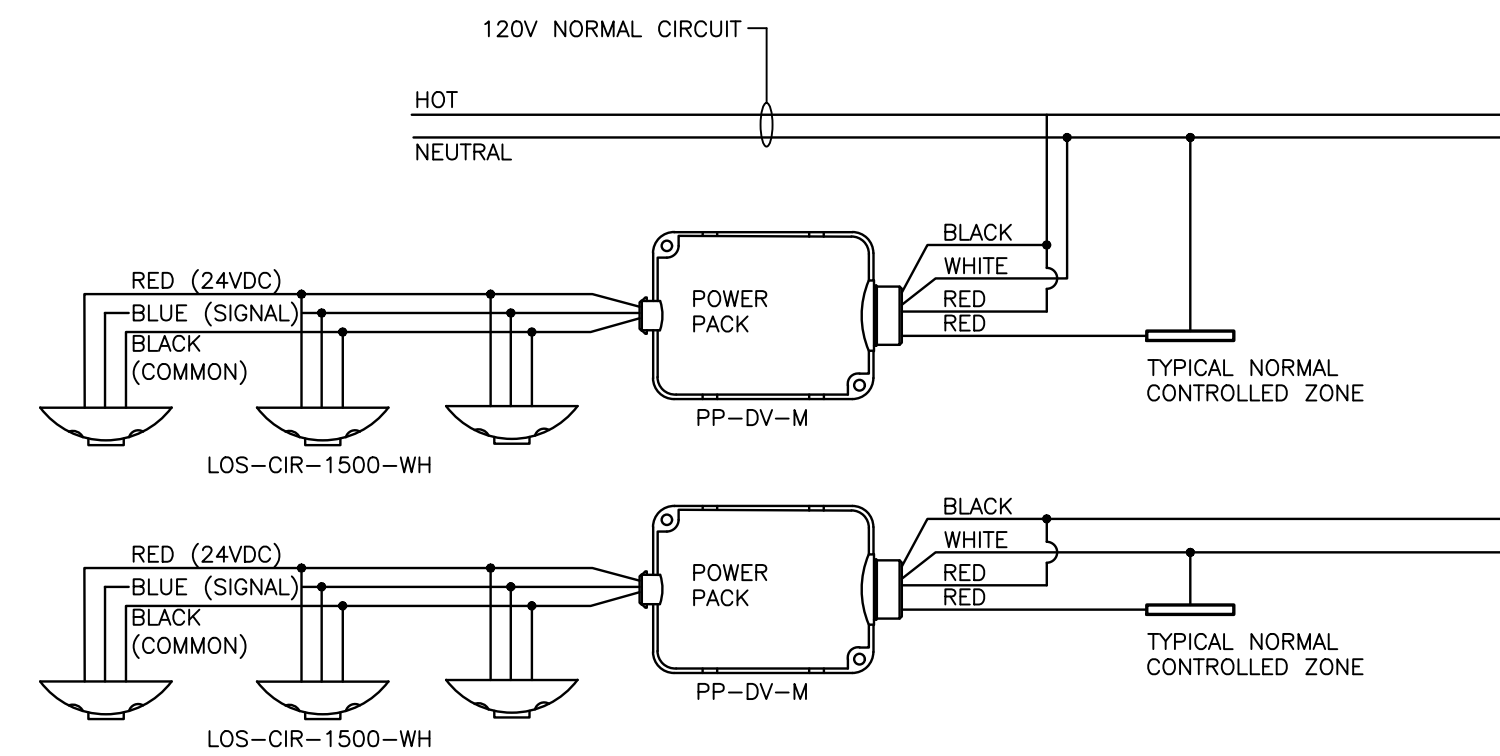 120V NORMAL CIRCUIT
HOT
NEUTRAL
BLACK
WHITE
RED
RED
RED (24VDC)
BLUE (SIGNAL)
BLACK
(COMMON)
POWER
PACK
TYPICAL NORMAL
CONTROLLED ZONE
PP-DV-M
LOS-CIR-1500-WH
BLACK
WHITE
RED
RED
RED (24VDC)
BLUE (SIGNAL)
BLACK
(COMMON)
POWER
PACK
TYPICAL NORMAL
CONTROLLED ZONE
PP-DV-M
LOS-CIR-1500-WH